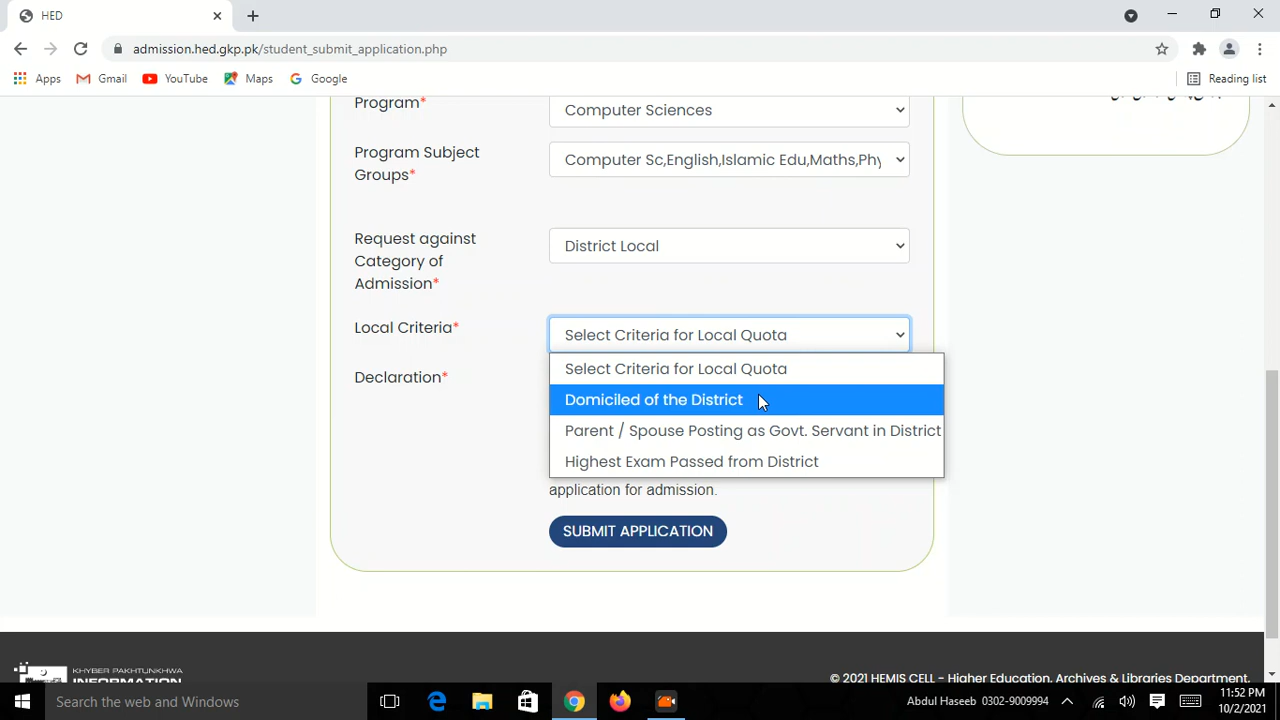 HED
admission.hed.gkp.pk/student_submit_application.php
Apps
Gmail
YouTube
Maps
Google
Reading list
Program*
Computer Sciences
Program Subject
Groups*
Computer Sc,English,Islamic Edu,Maths,Phy
Request against
Category of
Admission*
District Local
Local Criteria*
Select Criteria for Local Quota
Select Criteria for Local Quota
Declaration*
Domiciled of the District
Parent / Spouse Posting as Govt. Servant in District
Highest Exam Passed from District
application for admission.
SUBMIT APPLICATION
KHYBER PAKHTUNKHWA
INFORMATION
© 2021 HEMIS CELL - Higher Education, Archives & Libraries Department.
Search the web and Windows
Abdul Haseeb 0302-9009994
11:52 PM
10/2/2021